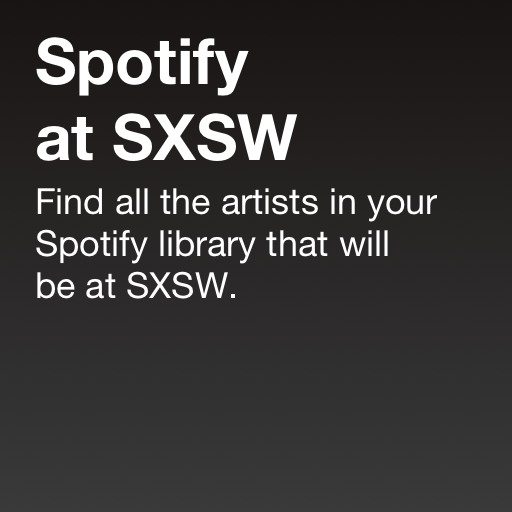 Spotify
at SXSW
Find all the artists in your
Spotify library that will
be at SXSW.